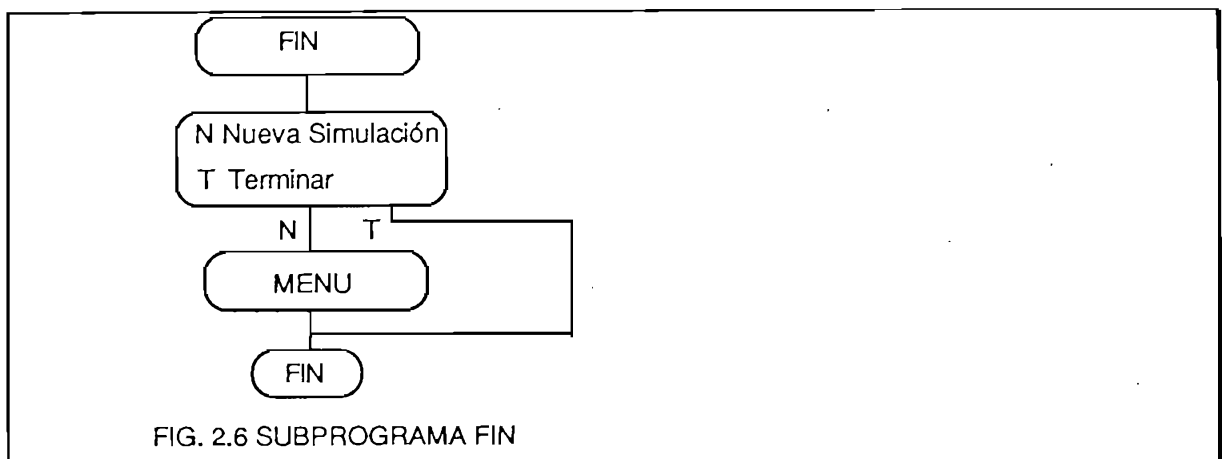 FIN
N Nueva Simulación
T Terminar
N T
MENU
FIN
FIG. 2.6 SUBPROGRAMA FIN